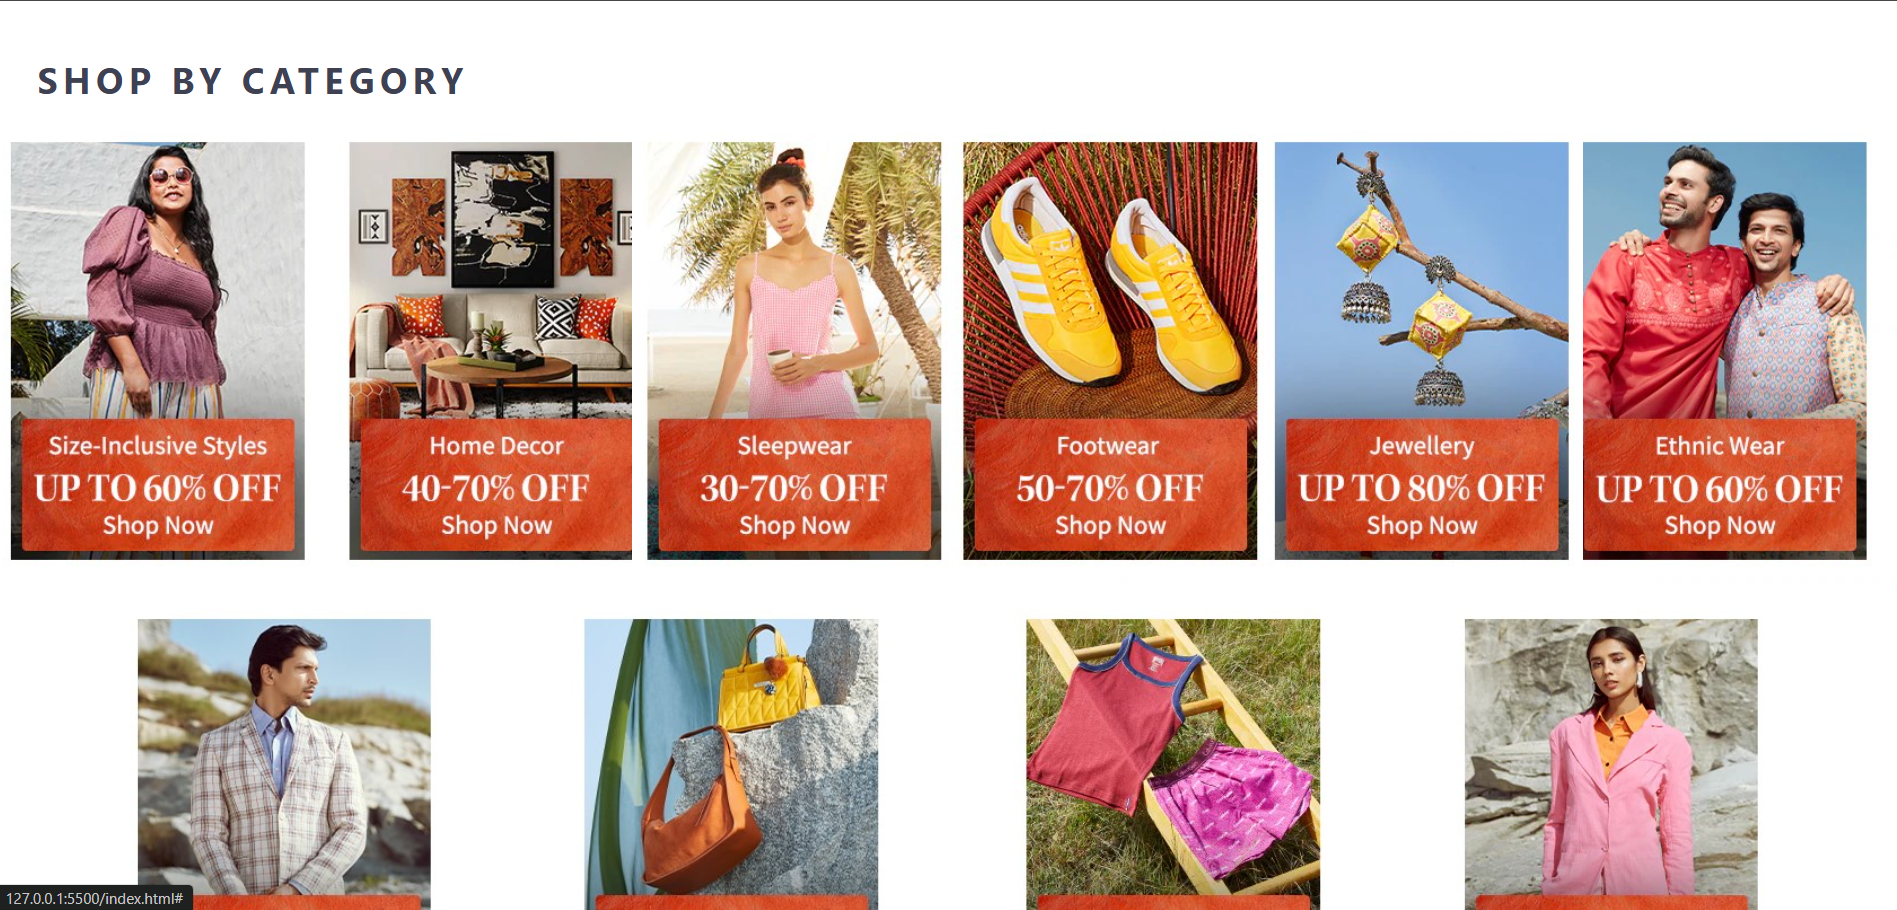 SHOP BY CATEGORY
Size-Inclusive Styles
UP TO 60% OFF
Shop Now
Home Decor
40-70% OFF
Shop Now
Sleepwear
30-70% OFF
Shop Now
Footwear
50-70% OFF
Shop Now
Jewellery
UP TO 80% OFF
Shop Now
Ethnic Wear
UP TO 60% OFF
Shop Now
127.0.0.1:5500/index.html#